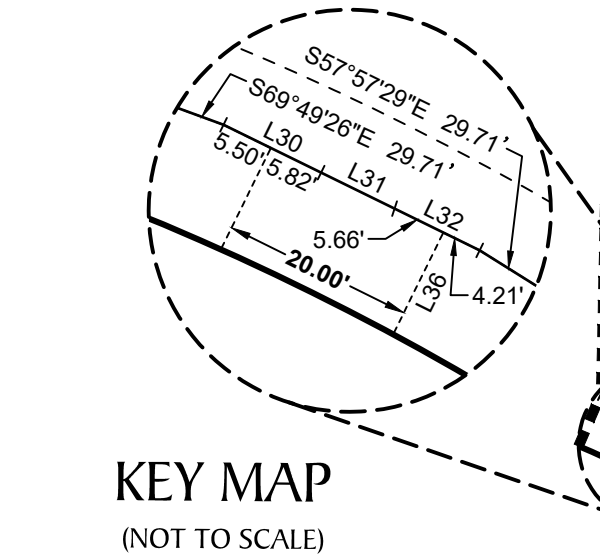 S57°57'29"E 29.71'
S69°49'26"E 29.71'
L30
5.50'
5.82'
L31
L32
5.66'
20.00'
L36
4.21'
KEY MAP
(NOT TO SCALE)